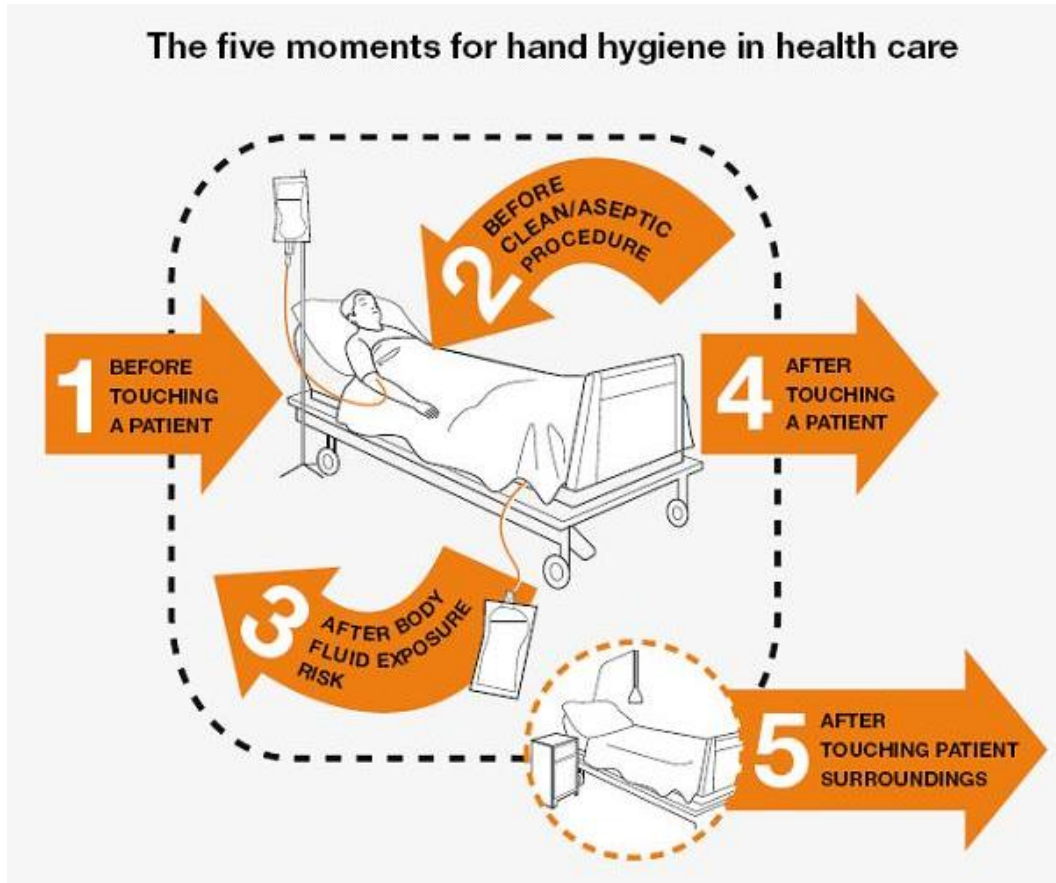 The five moments for hand hygiene in health care
1
BEFORE
TOUCHING
A PATIENT
2
BEFORE
CLEAN/ASEPTIC
PROCEDURE
3
AFTER BODY
FLUID EXPOSURE
RISK
4
AFTER
TOUCHING
A PATIENT
5
AFTER
TOUCHING PATIENT
SURROUNDINGS